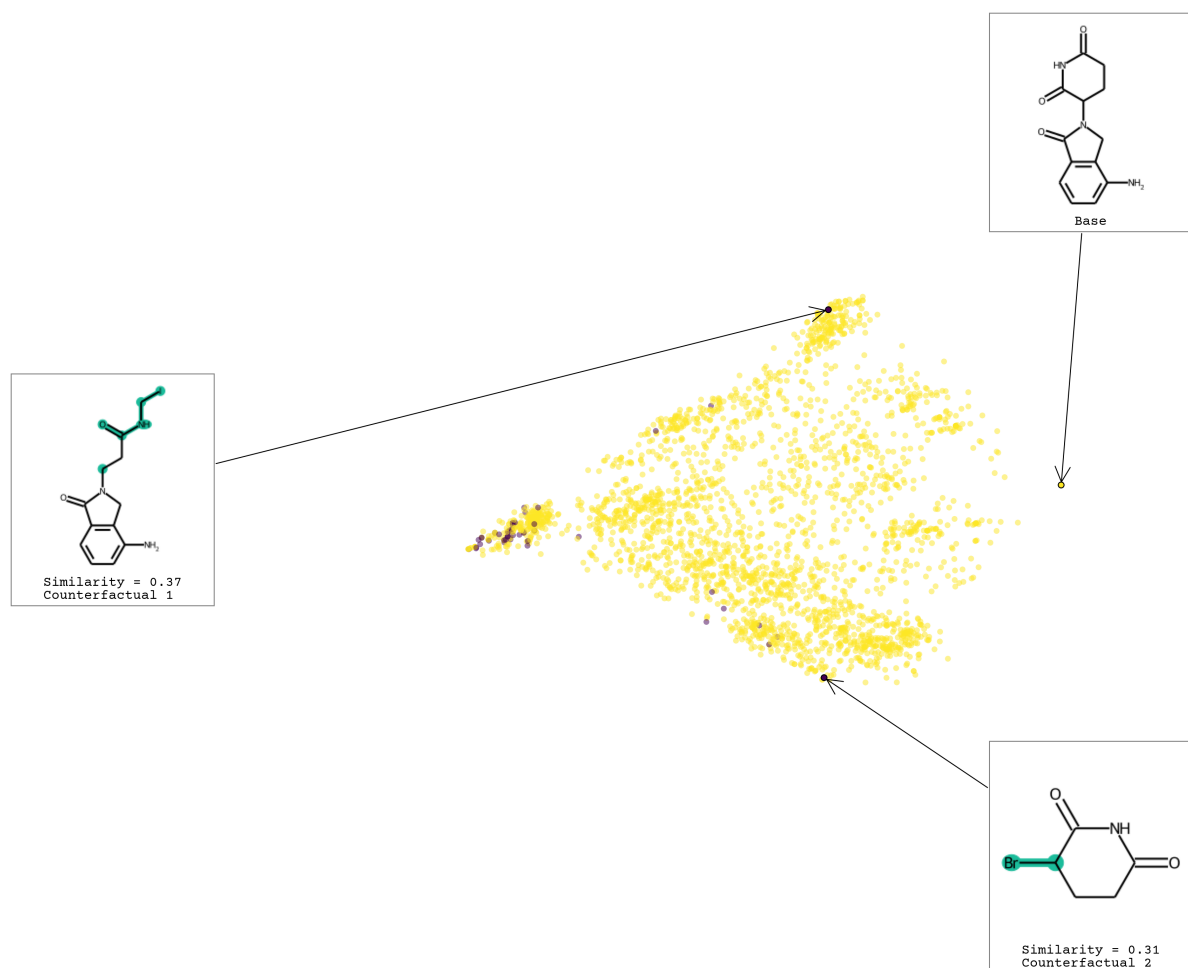 O
HN
O
N
O
NH₂
Base
I
O
NH
N
O
NH₂
Similarity = 0.37
Counterfactual 1
O
NH
Br
O
Similarity = 0.31
Counterfactual 2